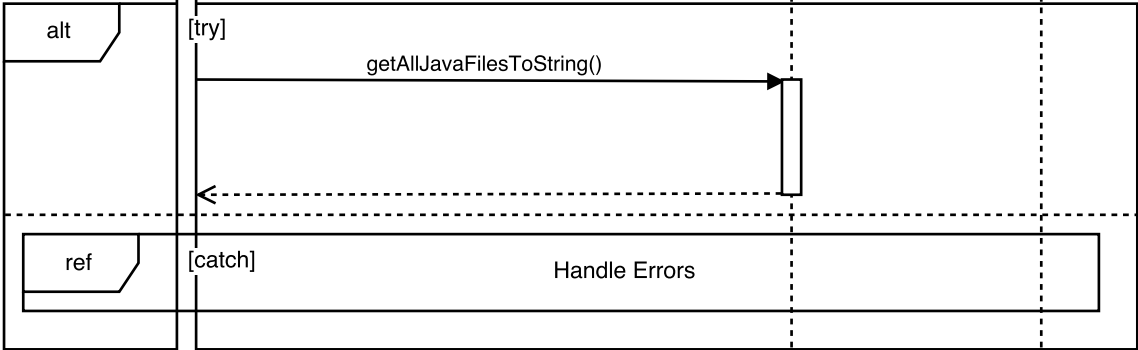 alt
[try]
getAllJavaFilesToString()
ref
[catch]
Handle Errors